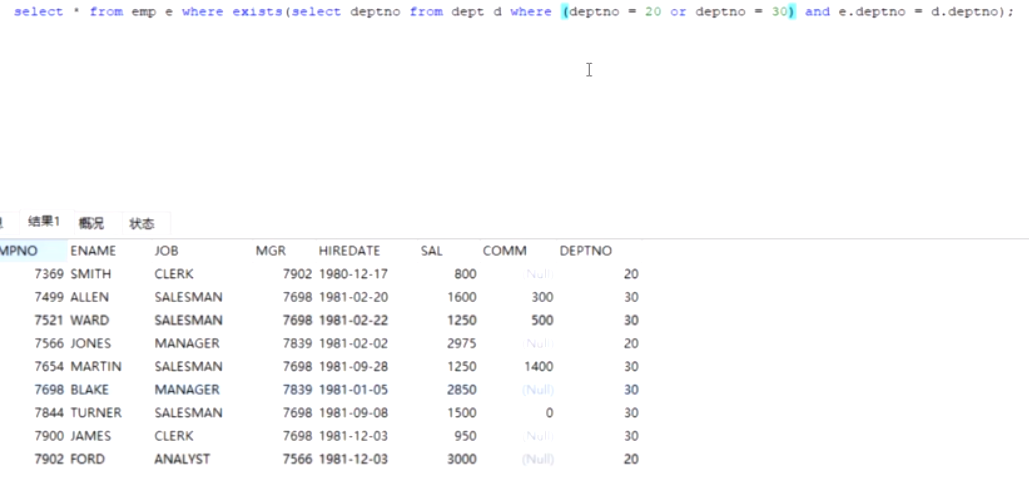 select * from emp e where exists(select deptno from dept d where (deptno = 20 or deptno = 30) and e.deptno = d.deptno);
结果1 概况 状态
MPNO ENAME JOB MGR HIREDATE SAL COMM DEPTNO
7369 SMITH CLERK 7902 1980-12-17 800 (Null) 20
7499 ALLEN SALESMAN 7698 1981-02-20 1600 300 30
7521 WARD SALESMAN 7698 1981-02-22 1250 500 30
7566 JONES MANAGER 7839 1981-02-02 2975 (Null) 20
7654 MARTIN SALESMAN 7698 1981-09-28 1250 1400 30
7698 BLAKE MANAGER 7839 1981-01-05 2850 (Null) 30
7844 TURNER SALESMAN 7698 1981-09-08 1500 0 30
7900 JAMES CLERK 7698 1981-12-03 950 (Null) 30
7902 FORD ANALYST 7566 1981-12-03 3000 (Null) 20